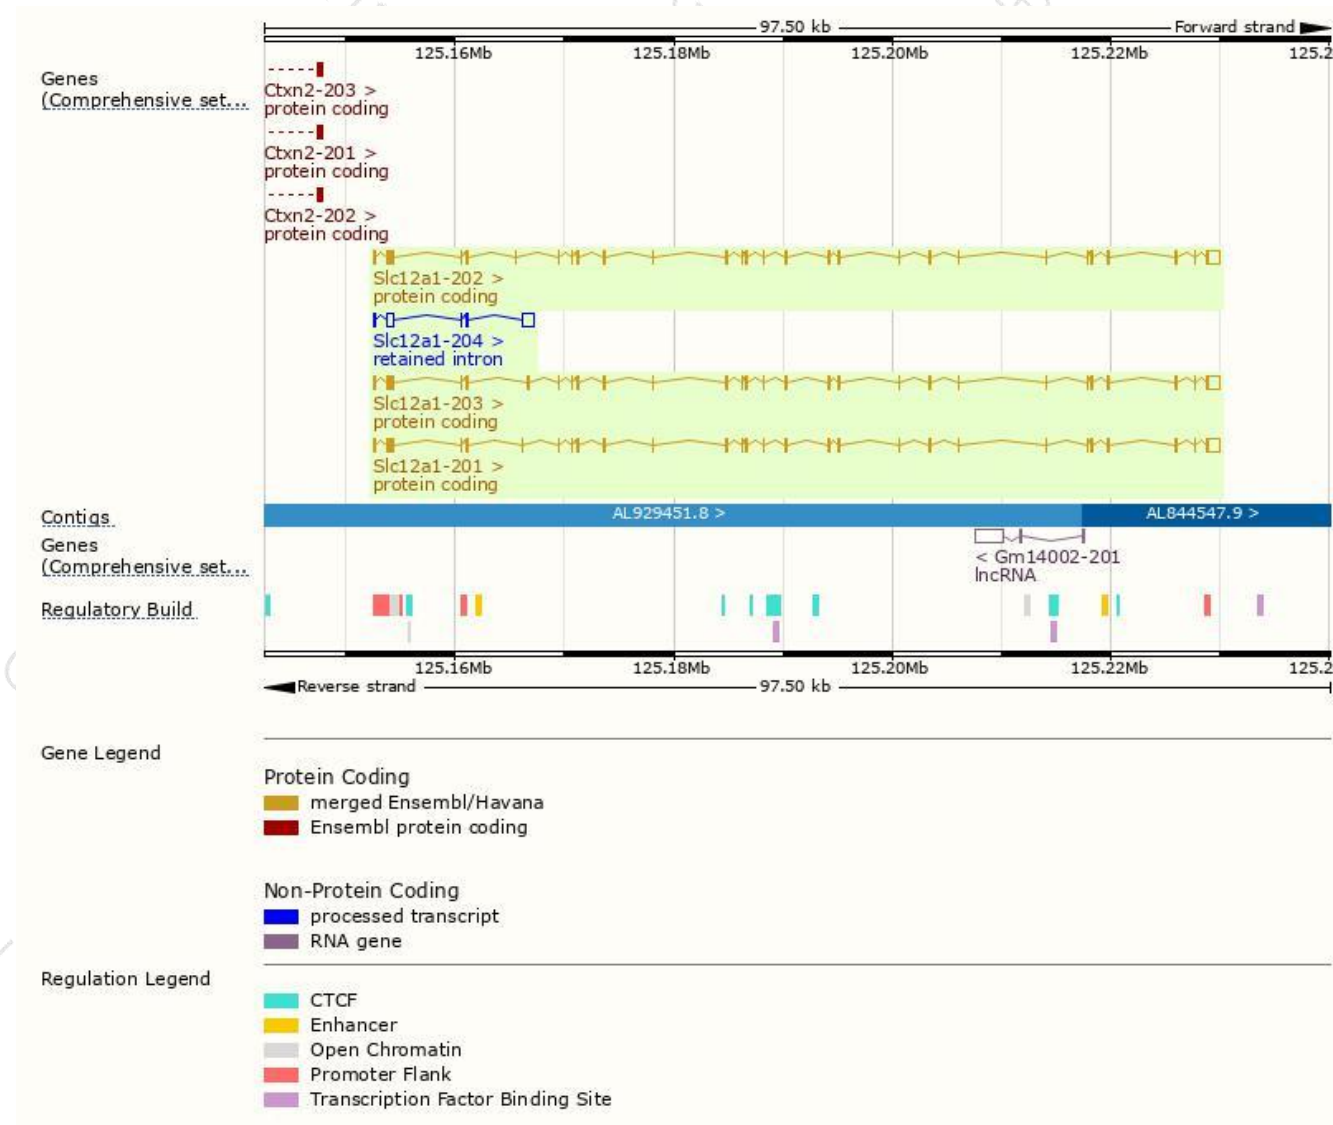 97.50 kb
Forward strand
125.16Mb 125.18Mb 125.20Mb 125.22Mb 125.2
Genes
(Comprehensive set...
Ctxn2-203 >
protein coding
Ctxn2-201 >
protein coding
Ctxn2-202 >
protein coding
Slc12a1-202 >
protein coding
Slc12a1-204 >
retained intron
Slc12a1-203 >
protein coding
Slc12a1-201 >
protein coding
Contigs
AL929451.8 >
AL844547.9 >
Genes
(Comprehensive set...
< Gm14002-201
lncRNA
Regulatory Build
125.16Mb 125.18Mb 125.20Mb 125.22Mb 125.2
Reverse strand
97.50 kb
Gene Legend
Protein Coding
merged Ensembl/Havana
Ensembl protein coding
Non-Protein Coding
processed transcript
RNA gene
Regulation Legend
CTCF
Enhancer
Open Chromatin
Promoter Flank
Transcription Factor Binding Site